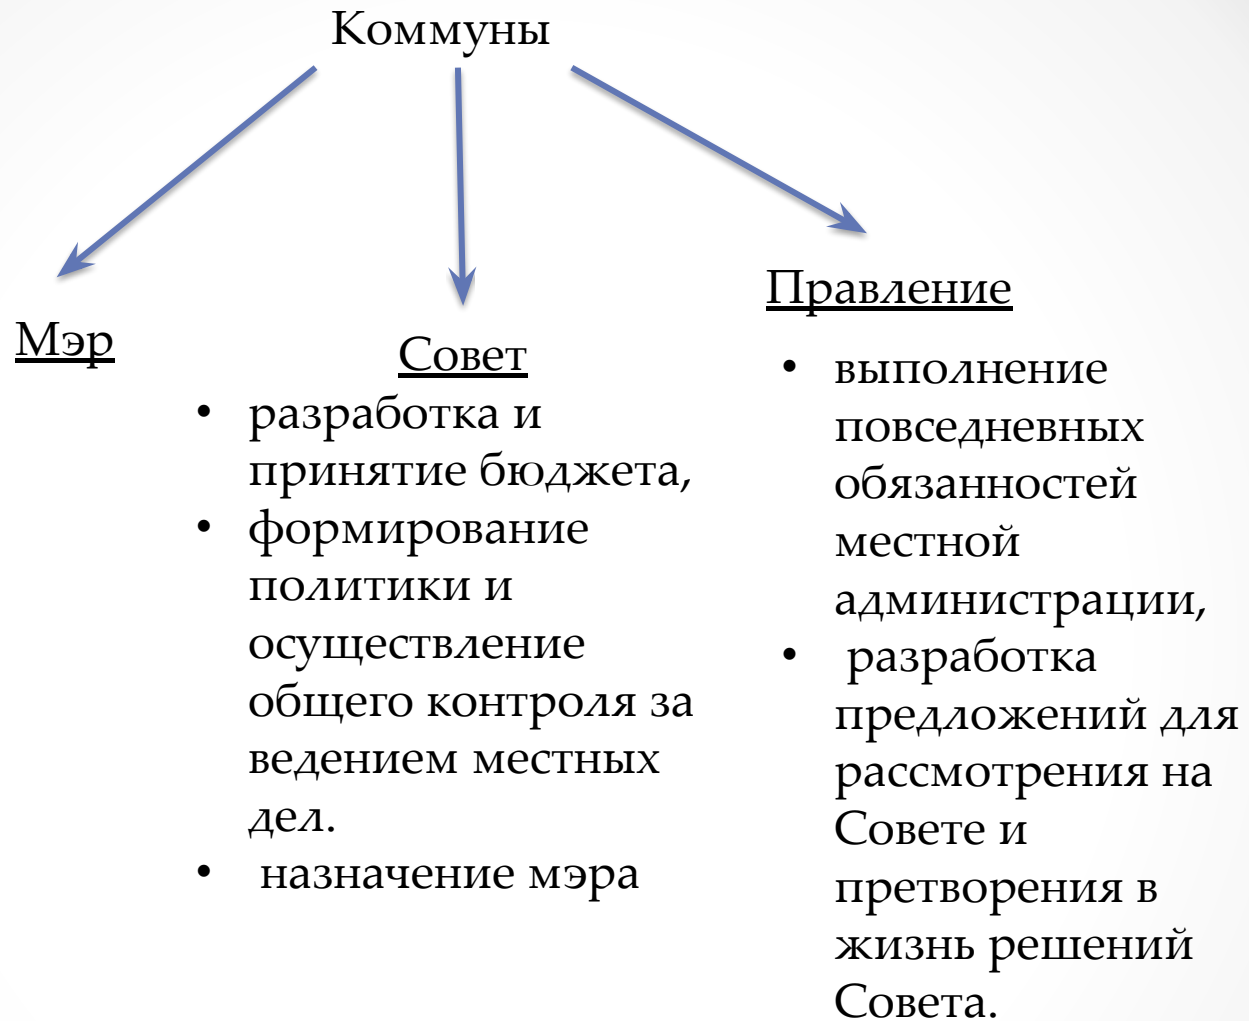 Коммуны
Мэр
Совет
• разработка и
принятие бюджета,
• формирование
политики и
осуществление
общего контроля за
ведением местных
дел.
• назначение мэра
Правление
• выполнение
повседневных
обязанностей
местной
администрации,
• разработка
предложений для
рассмотрения на
Совете и
претворения в
жизнь решений
Совета.